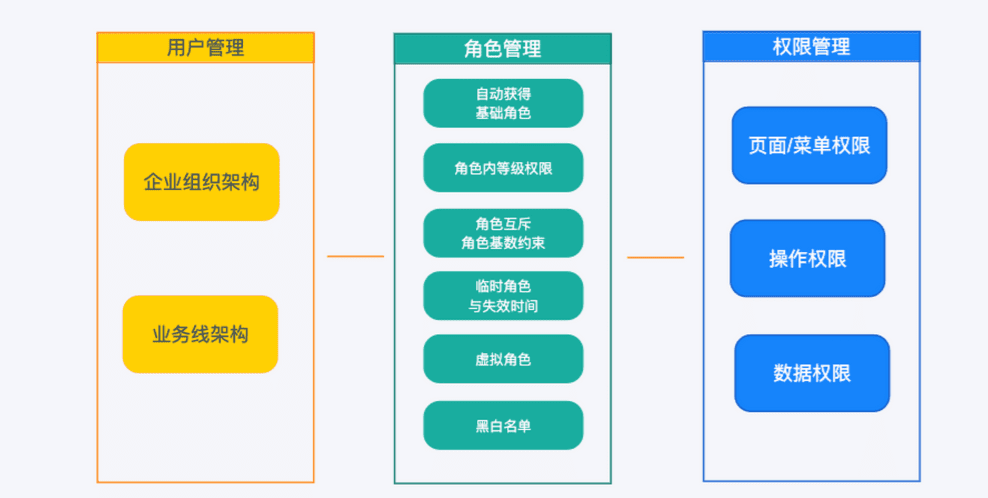 用户管理
企业组织架构
业务线架构
角色管理
自动获得
基础角色
角色内等级权限
角色互斥
角色基数约束
临时角色
与失效时间
虚拟角色
黑白名单
权限管理
页面/菜单权限
操作权限
数据权限